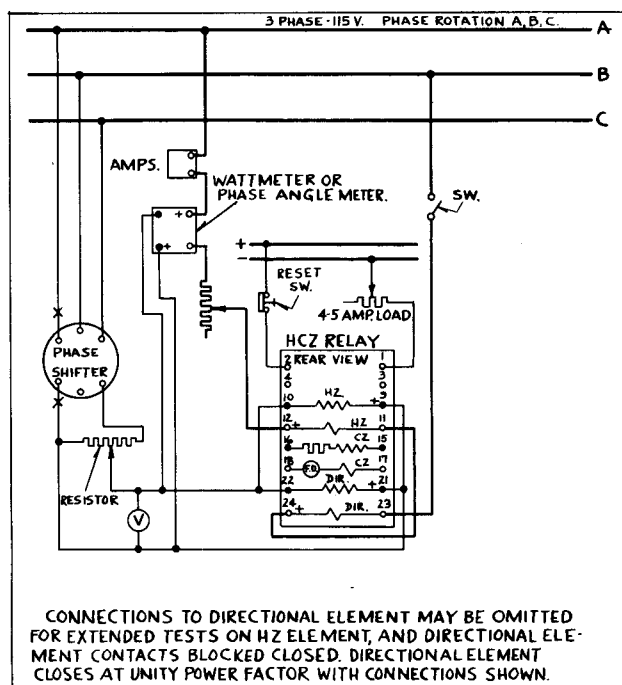 3 PHASE-115 V. PHASE ROTATION A, B, C.
A
B
C
AMPS.
WATTMETER OR
PHASE ANGLE METER.
SW.
+
-
RESET
SW.
4-5 AMP. LOAD
HCZ RELAY
REAR VIEW
PHASE
SHIFTER
RESISTOR
V
2 1
4 3
10 HZ. + 9
12 + HZ 11
16 CZ 15
18 F.D. CZ 17
22 DIR. + 21
24 + DIR. 23
CONNECTIONS TO DIRECTIONAL ELEMENT MAY BE OMITTED
FOR EXTENDED TESTS ON HZ ELEMENT, AND DIRECTIONAL ELE-
MENT CONTACTS BLOCKED CLOSED. DIRECTIONAL ELEMENT
CLOSES AT UNITY POWER FACTOR WITH CONNECTIONS SHOWN.